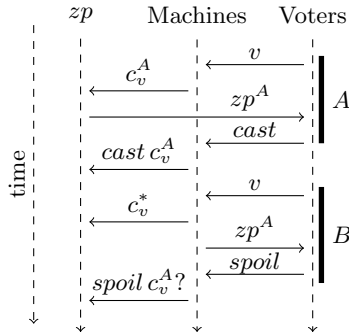 zp Machines Voters
v
c_v^A
zp^A
A
cast
cast c_v^A
time
v
c_v^*
zp^A
B
spoil
spoil c_v^A?